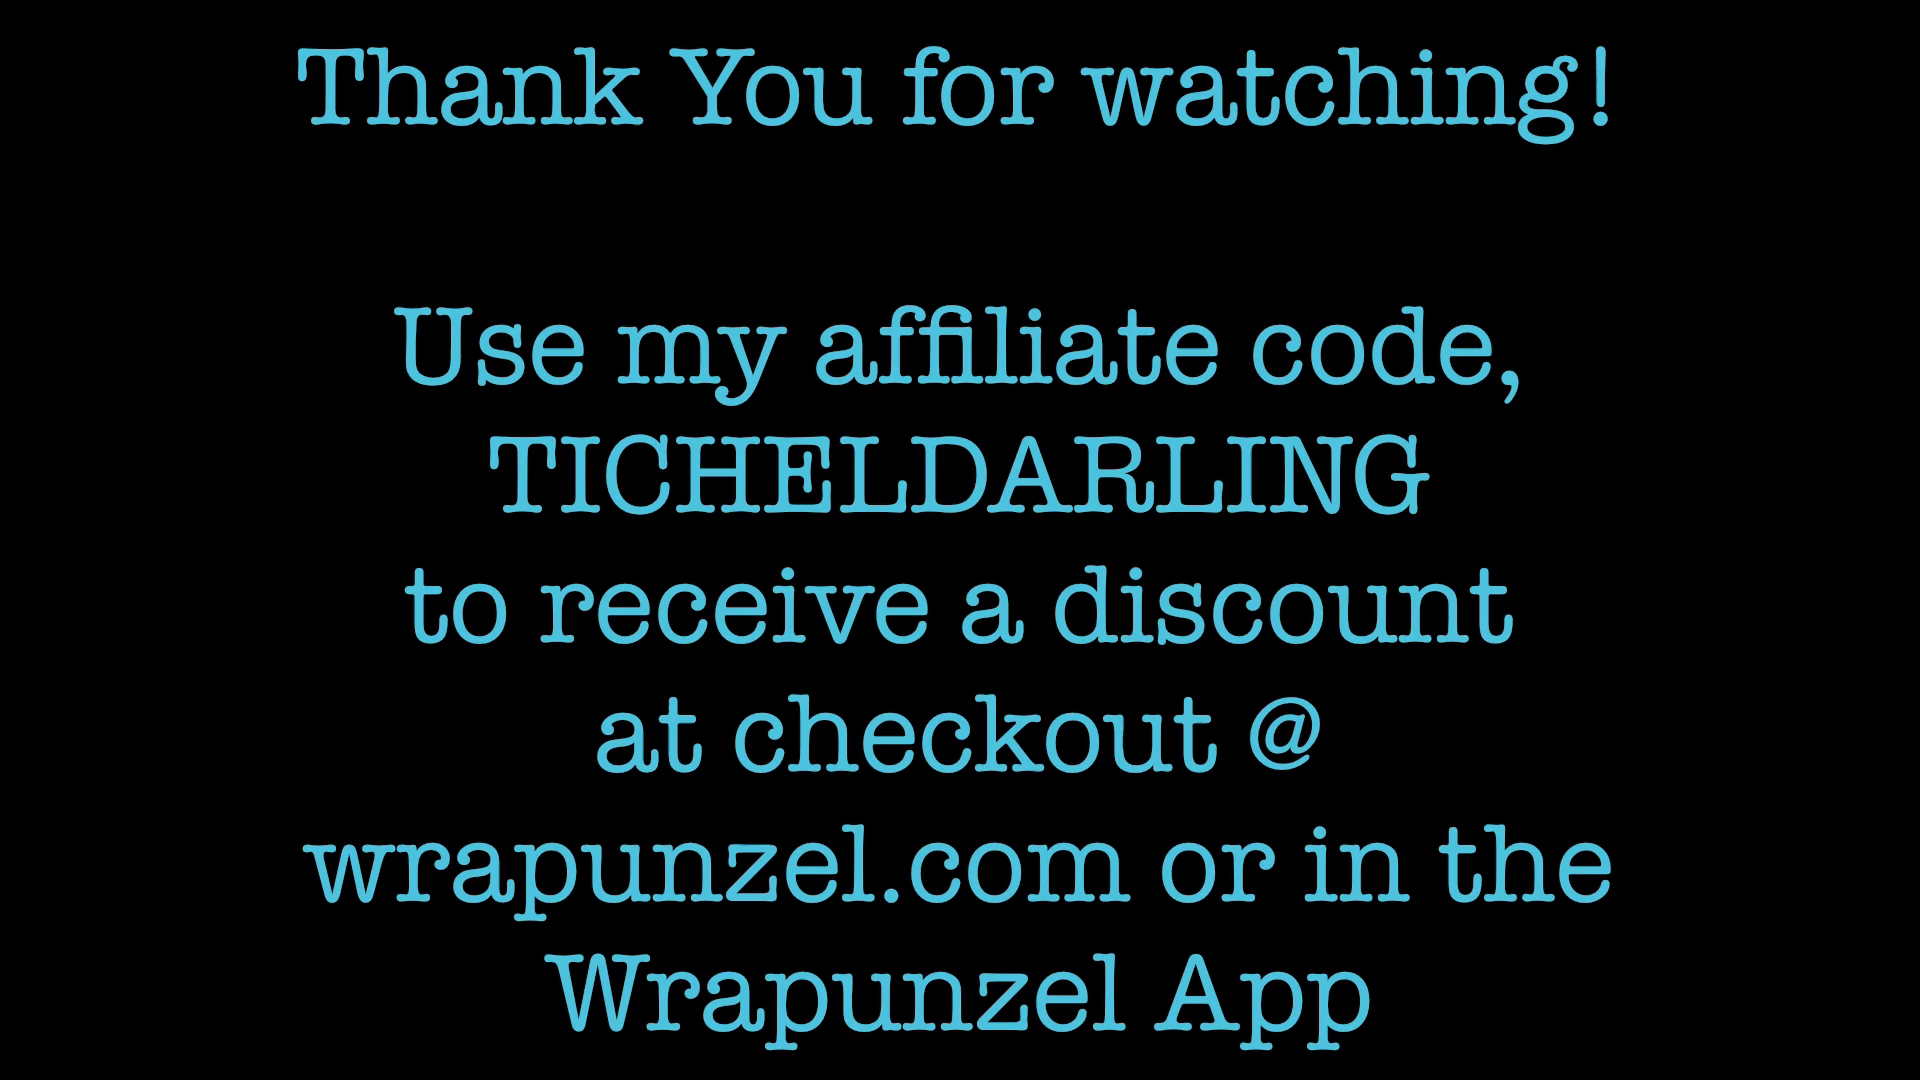 Thank You for watching!
Use my affiliate code,
TICHELDARLING
to receive a discount
at checkout @
wrapunzel.com or in the
Wrapunzel App